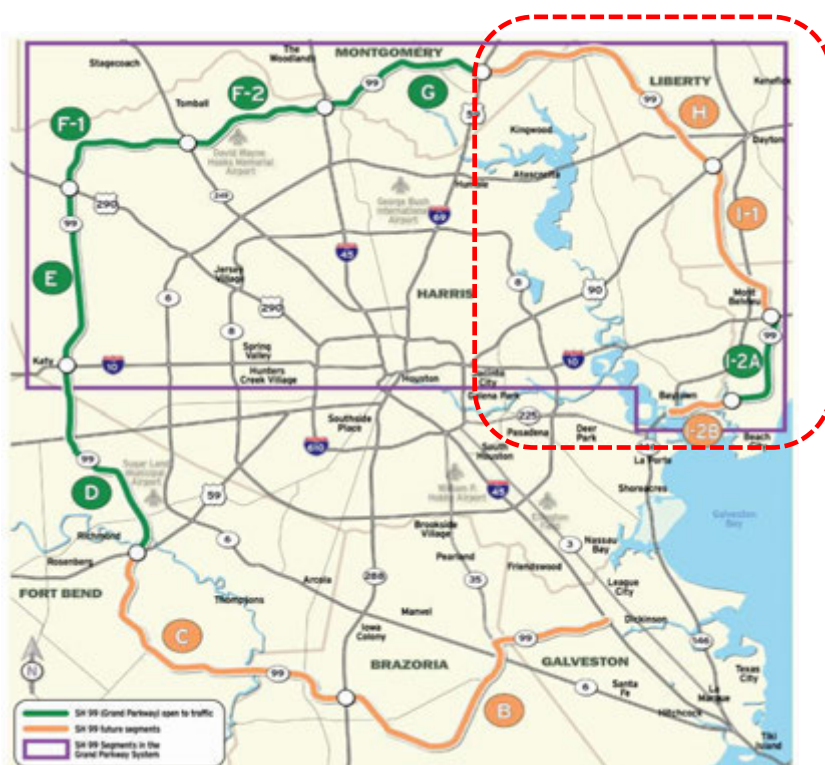 The
Woodlands
MONTGOMERY
Stagecoach
G
99
LIBERTY
Kenefick
F-2
Tomball
99
H
F-1
Kingwood
Dayton
David Wayne
Hooks Memorial
Airport
Atascocita
Humble
George Bush
International
Airport
249
290
69
99
I-1
45
E
Jersey
Village
HARRIS
8
90
Mont
Belvieu
6
290
99
8
Spring
Valley
Katy
10
Hunters
Creek Village
Houston
Jacinto
City
10
I-2A
Galena Park
Baytown
Southside
Place
225
Pasadena
Deer
Park
I-2B
Beach
City
610
South
Houston
La Porte
99
Sugar Land
Municipal
Airport
D
59
William P.
Hobby Airport
45
Shoreacres
Galveston
Bay
Richmond
Brookside
Village
Ellington
Field
3
Nassau
Bay
Rosenberg
6
Pearland
Friendswood
FORT BEND
Arcola
288
35
League
City
Thompsons
Manvel
Dickinson
C
Iowa
Colony
99
146
N
99
BRAZORIA
GALVESTON
Texas
City
6
Santa
Fe
La
Marque
B
Hitchcock
Tiki
Island
SH 99 (Grand Parkway) open to traffic
SH 99 future segments
SH 99 Segments in the
Grand Parkway System